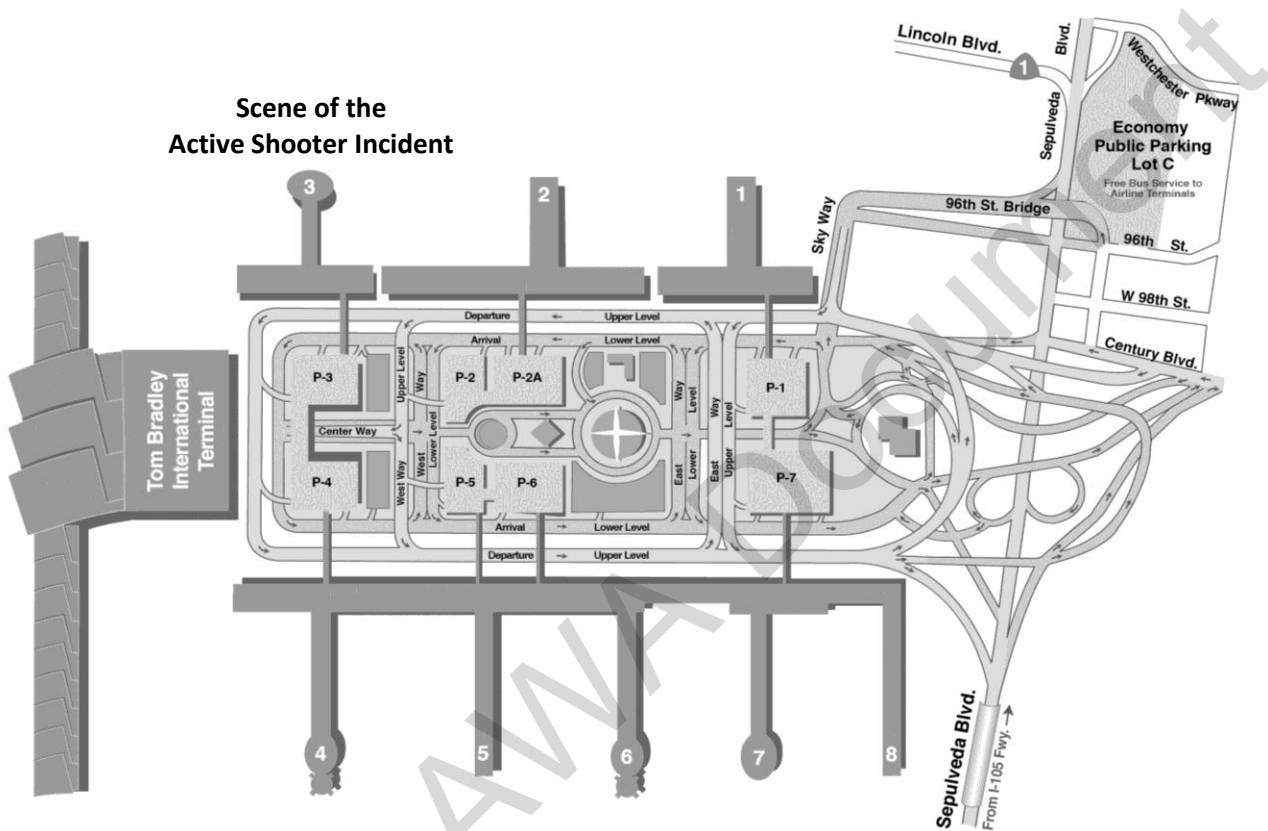 Lincoln Blvd.
1
Blvd.
Sepulveda
Westchester Pkway
Scene of the
Active Shooter Incident
Economy
Public Parking
Lot C
Free Bus Service to
Airline Terminals
3
2
1
96th St. Bridge
Sky Way
96th St.
W 98th St.
Century Blvd.
Departure
Upper Level
Arrival
Lower Level
P-3
Upper Level
Way
P-2
P-2A
Way
Level
Way
Level
P-1
Tom Bradley
International
Terminal
Center Way
West Way
West
Lower Level
P-4
P-5
P-6
East
Lower
East
Upper
P-7
Arrival
Lower Level
Departure
Upper Level
4
5
6
7
8
Sepulveda Blvd.
From I-105 Fwy.
AWA Document